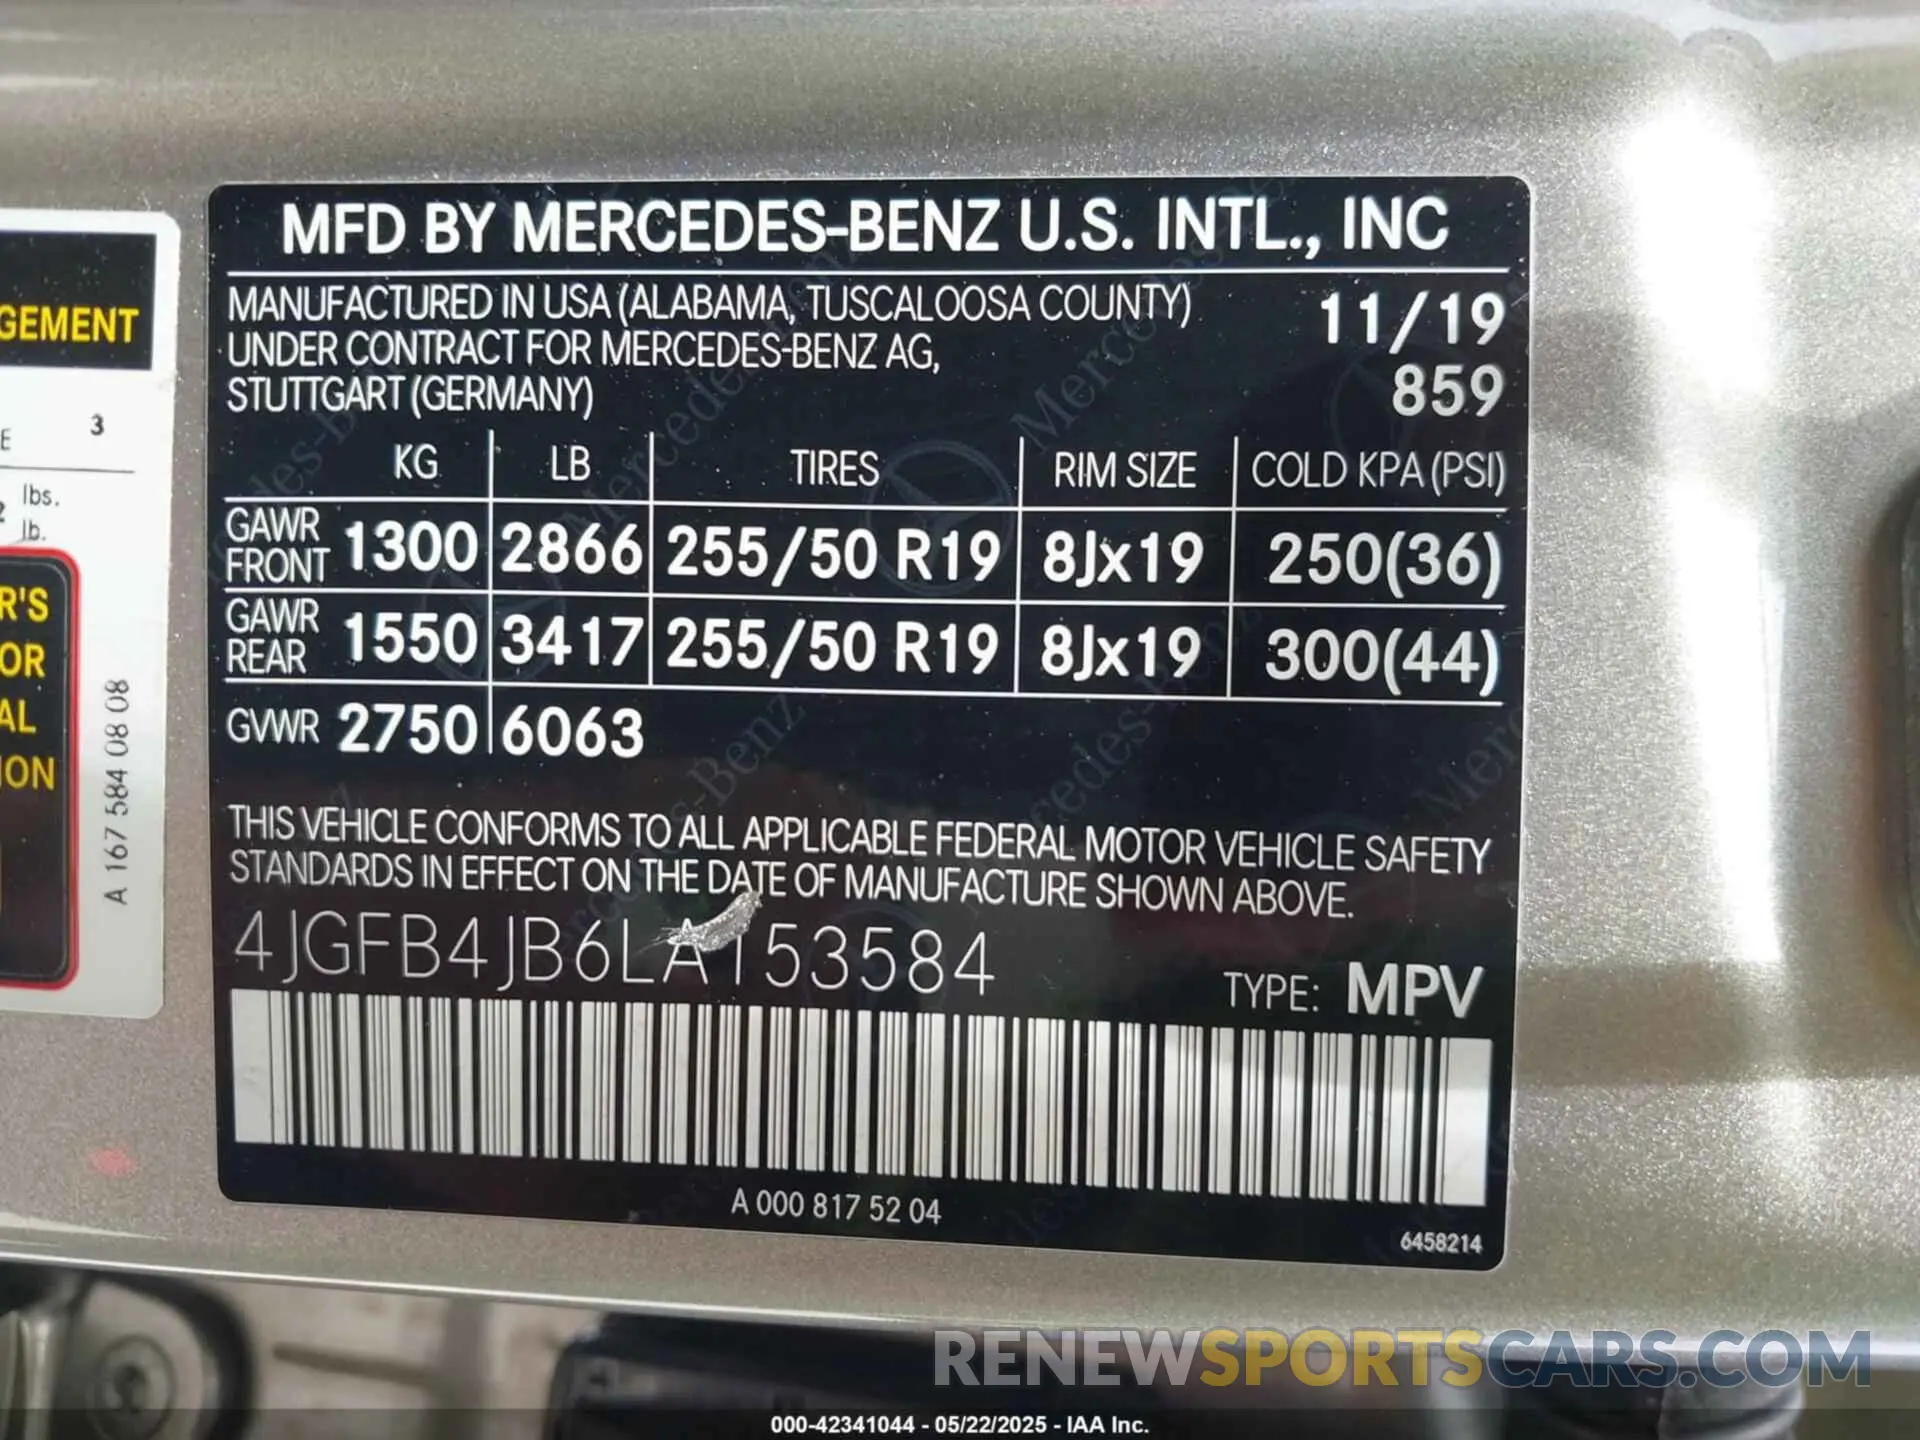 MFD BY MERCEDES-BENZ U.S. INTL., INC
MANUFACTURED IN USA (ALABAMA, TUSCALOOSA COUNTY) 11/19
UNDER CONTRACT FOR MERCEDES-BENZ AG,
STUTTGART (GERMANY) 859
KG LB TIRES RIM SIZE COLD KPA (PSI)
GAWR FRONT 1300 2866 255/50 R19 8Jx19 250(36)
GAWR REAR 1550 3417 255/50 R19 8Jx19 300(44)
GVWR 2750 6063
THIS VEHICLE CONFORMS TO ALL APPLICABLE FEDERAL MOTOR VEHICLE SAFETY
STANDARDS IN EFFECT ON THE DATE OF MANUFACTURE SHOWN ABOVE.
4JGFB4JB6LA153584 TYPE: MPV
A 000 817 52 04
6458214
GEMENT
E 3
lbs.
lb.
R'S
OR
AL
ION
A 167 584 08 08
RENEWSPORTSCARS.COM
000-42341044 - 05/22/2025 - IAA Inc.